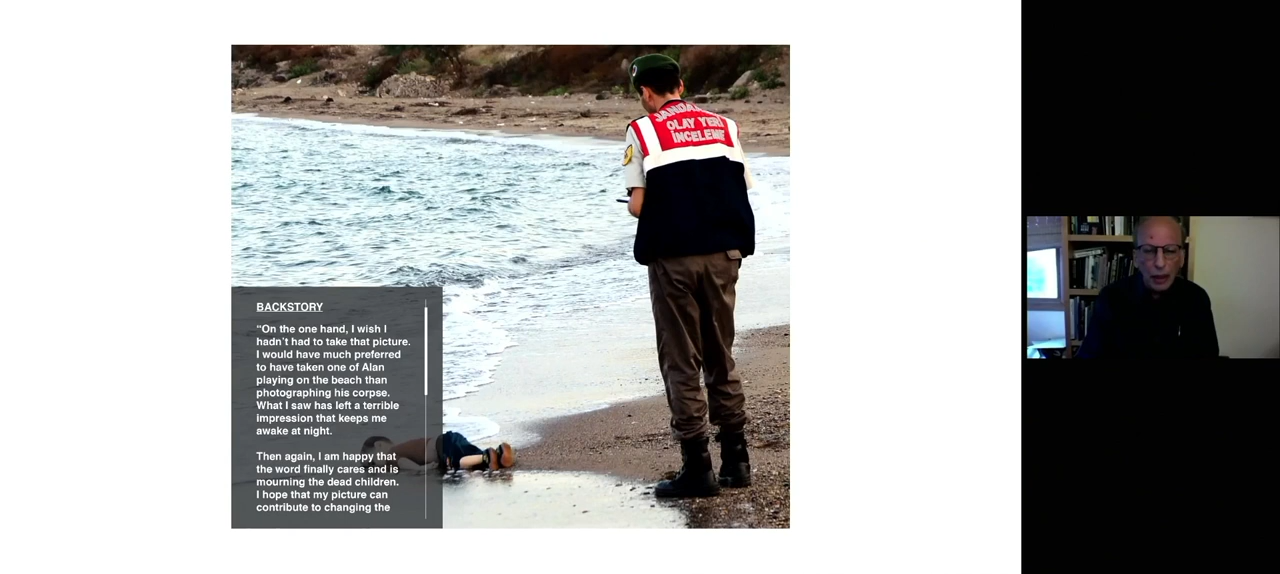 JANDA
OLAY YERİ
İNCELEME
BACKSTORY
“On the one hand, I wish I
hadn’t had to take that picture.
I would have much preferred
to have taken one of Alan
playing on the beach than
photographing his corpse.
What I saw has left a terrible
impression that keeps me
awake at night.
Then again, I am happy that
the word finally cares and is
mourning the dead children.
I hope that my picture can
contribute to changing the